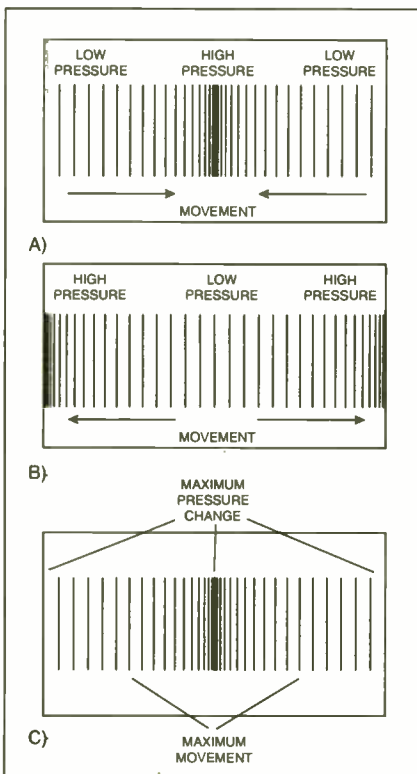 LOW HIGH LOW
PRESSURE PRESSURE PRESSURE
MOVEMENT
A)
HIGH LOW HIGH
PRESSURE PRESSURE PRESSURE
MOVEMENT
B)
MAXIMUM
PRESSURE
CHANGE
MAXIMUM
MOVEMENT
C)